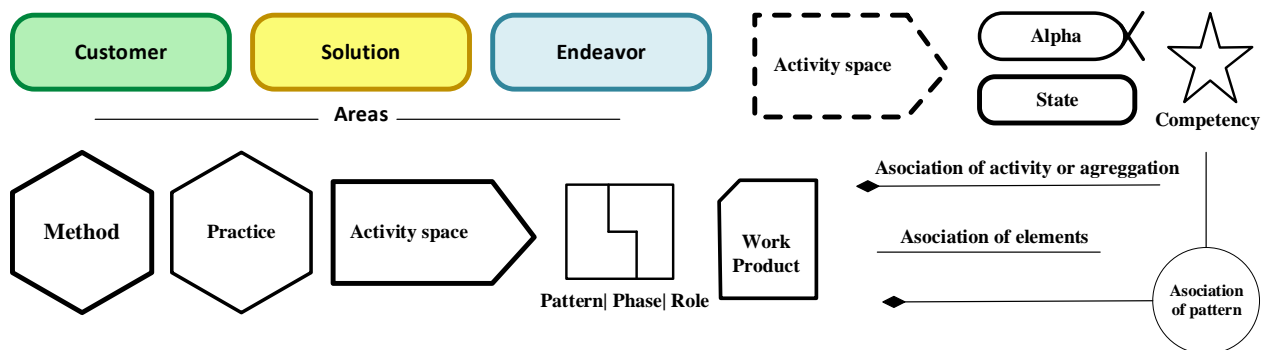 Customer
Solution
Endeavor
Areas
Activity space
Alpha
State
Competency
Method
Practice
Activity space
Pattern| Phase| Role
Work
Product
Asociation of activity or agreggation
Asociation of elements
Asociation
of pattern